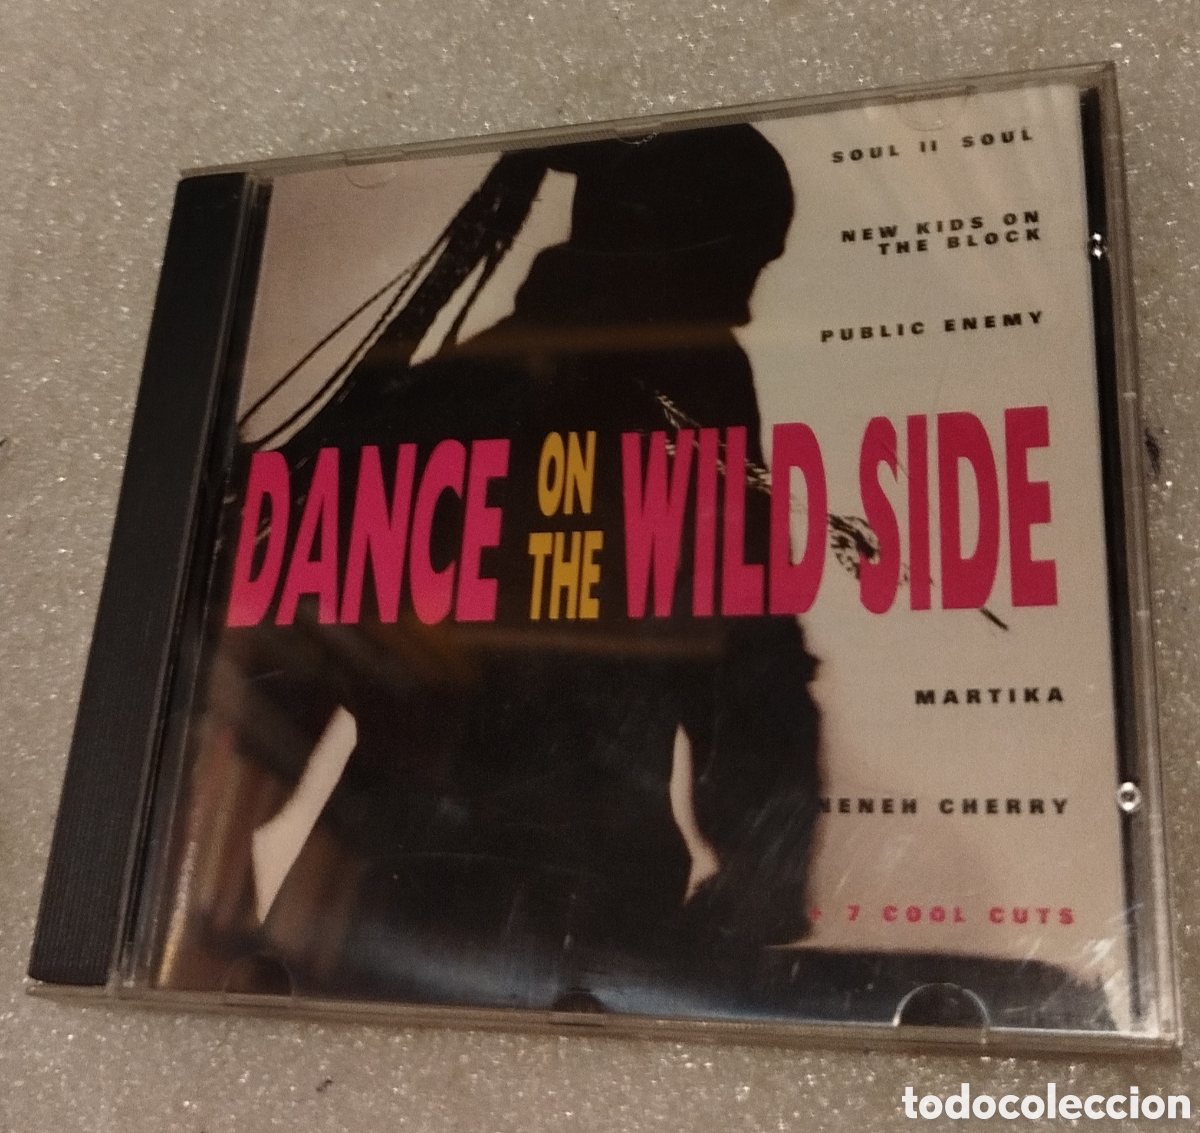 SOUL II SOUL
NEW KIDS ON
THE BLOCK
PUBLIC ENEMY
DANCE ON THE WILD SIDE
MARTIKA
NENEH CHERRY
+ 7 COOL CUTS
todocoleccion